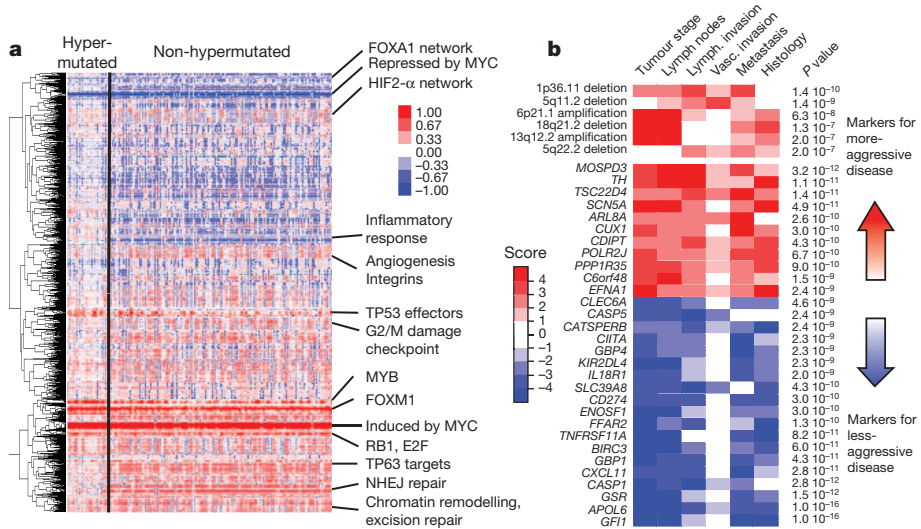 a
Hyper-
mutated
Non-hypermutated
FOXA1 network
Repressed by MYC
HIF2-α network
1.00
0.67
0.33
0.00
−0.33
−0.67
−1.00
Inflammatory
response
Angiogenesis
Integrins
TP53 effectors
G2/M damage
checkpoint
MYB
FOXM1
Induced by MYC
RB1, E2F
TP63 targets
NHEJ repair
Chromatin remodelling,
excision repair
b
Tumour stage
Lymph nodes
Lymph. invasion
Vasc. invasion
Metastasis
Histology
P value
1p36.11 deletion 1.4 10⁻¹⁰
5q11.2 deletion 1.4 10⁻⁹
6p21.1 amplification 6.3 10⁻⁸
18q21.2 deletion 1.3 10⁻⁷
13q12.2 amplification 2.0 10⁻⁷
5q22.2 deletion 2.0 10⁻⁷
MOSPD3 3.2 10⁻¹²
TH 1.1 10⁻¹¹
TSC22D4 1.4 10⁻¹¹
SCN5A 4.9 10⁻¹¹
ARL8A 2.6 10⁻¹⁰
CUX1 3.0 10⁻¹⁰
CDIPT 4.3 10⁻¹⁰
POLR2J 6.7 10⁻¹⁰
PPP1R35 9.0 10⁻¹⁰
C6orf48 1.5 10⁻⁹
EFNA1 2.4 10⁻⁹
CLEC6A 4.6 10⁻⁹
CASP5 2.4 10⁻⁹
CATSPERB 2.4 10⁻⁹
CIITA 2.3 10⁻⁹
GBP4 2.3 10⁻⁹
KIR2DL4 2.3 10⁻⁹
IL18R1 2.0 10⁻⁹
SLC39A8 4.3 10⁻¹⁰
CD274 3.0 10⁻¹⁰
ENOSF1 3.0 10⁻¹⁰
FFAR2 1.3 10⁻¹⁰
TNFRSF11A 8.2 10⁻¹¹
BIRC3 6.0 10⁻¹¹
GBP1 4.3 10⁻¹¹
CXCL11 2.8 10⁻¹¹
CASP1 2.8 10⁻¹²
GSR 1.5 10⁻¹²
APOL6 1.0 10⁻¹⁶
GFI1 1.0 10⁻¹⁶
Score
4
3
2
1
−1
−2
−3
−4
Markers for
more-
aggressive
disease
Markers for
less-
aggressive
disease